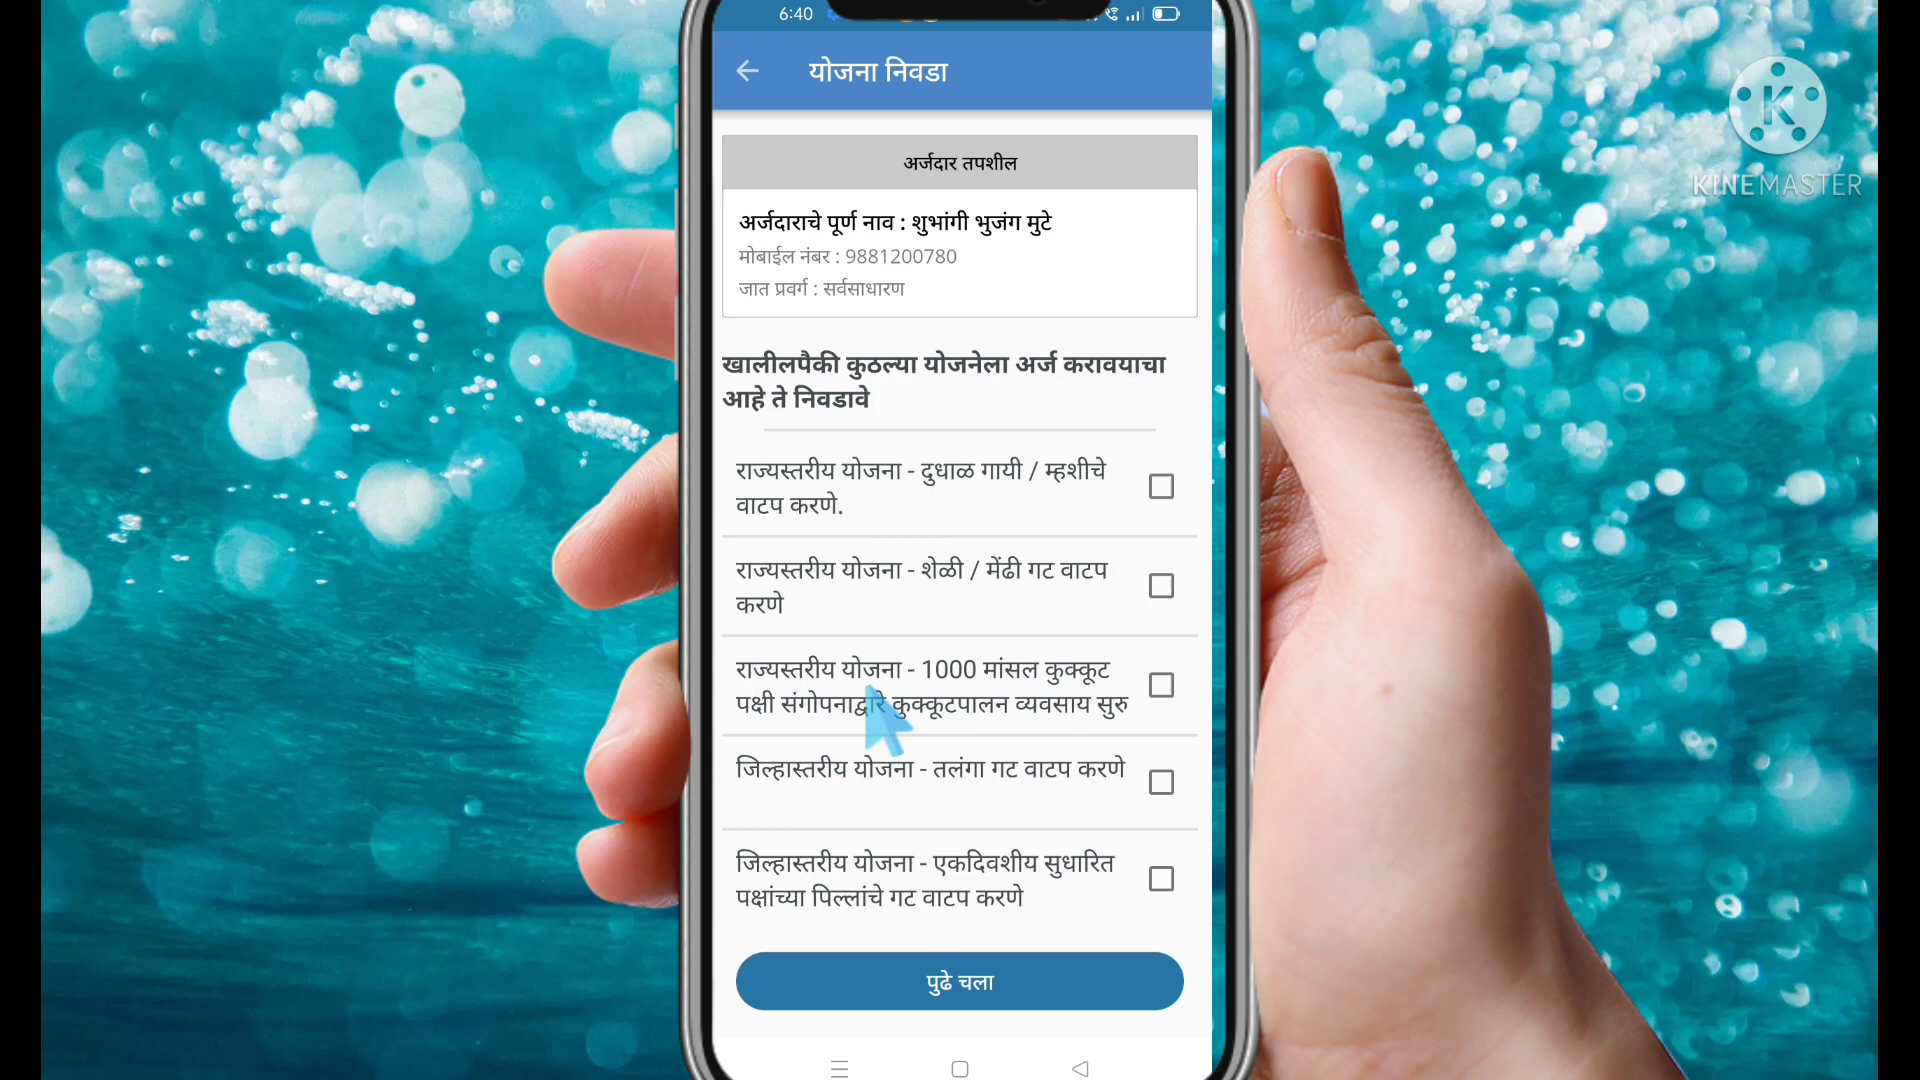 6:40
योजना निवडा
अर्जदार तपशील
अर्जदाराचे पूर्ण नाव : शुभांगी भुजंग मुटे
मोबाईल नंबर : 9881200780
जात प्रवर्ग : सर्वसाधारण
खालीलपैकी कुठल्या योजनेला अर्ज करावयाचा
आहे ते निवडावे
राज्यस्तरीय योजना - दुधाळ गायी / म्हशीचे
वाटप करणे.
राज्यस्तरीय योजना - शेळी / मेंढी गट वाटप
करणे
राज्यस्तरीय योजना - 1000 मांसल कुक्कूट
पक्षी संगोपनाद्वारे कुक्कूटपालन व्यवसाय सुरु
जिल्हास्तरीय योजना - तलंगा गट वाटप करणे
जिल्हास्तरीय योजना - एकदिवशीय सुधारित
पक्षांच्या पिल्लांचे गट वाटप करणे
पुढे चला
K
KINEMASTER